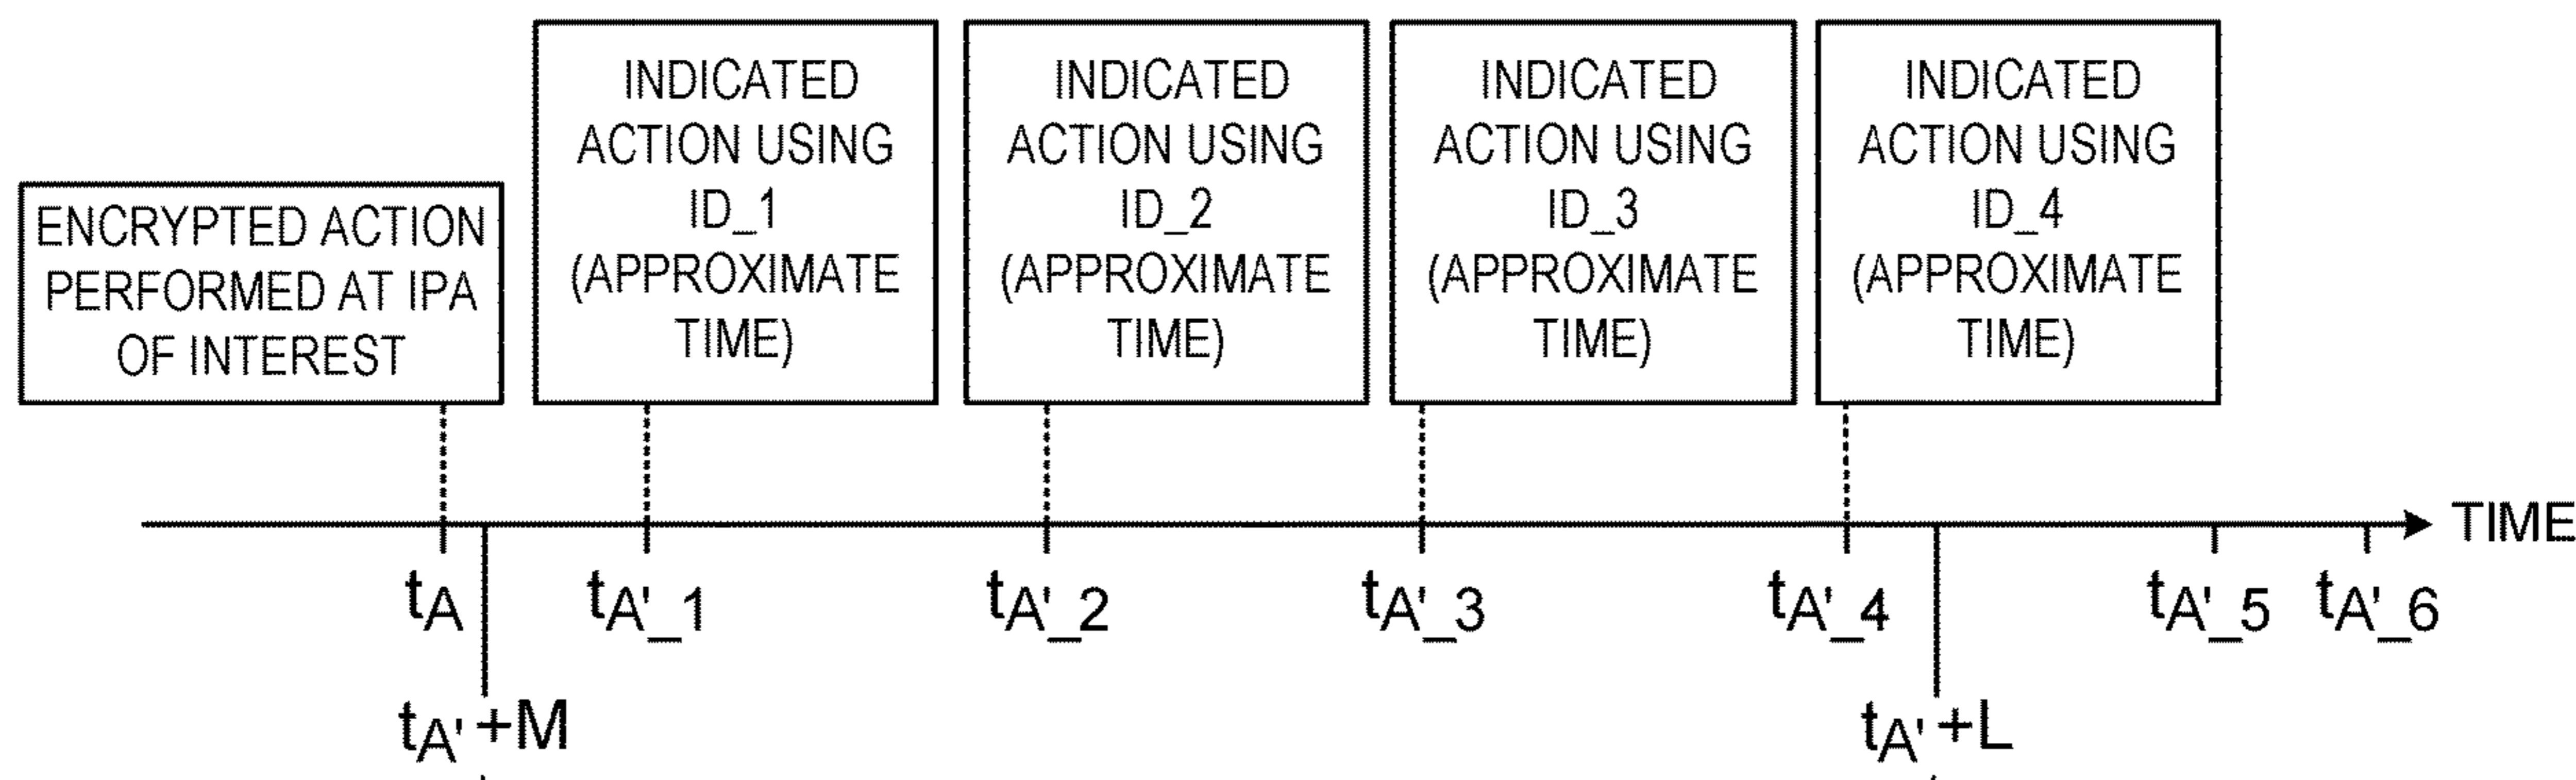 ENCRYPTED ACTION
PERFORMED AT IPA
OF INTEREST
INDICATED
ACTION USING
ID_1
(APPROXIMATE
TIME)
INDICATED
ACTION USING
ID_2
(APPROXIMATE
TIME)
INDICATED
ACTION USING
ID_3
(APPROXIMATE
TIME)
INDICATED
ACTION USING
ID_4
(APPROXIMATE
TIME)
TIME
tA
tA'_1
tA'_2
tA'_3
tA'_4
tA'_5
tA'_6
tA'+M
tA'+L